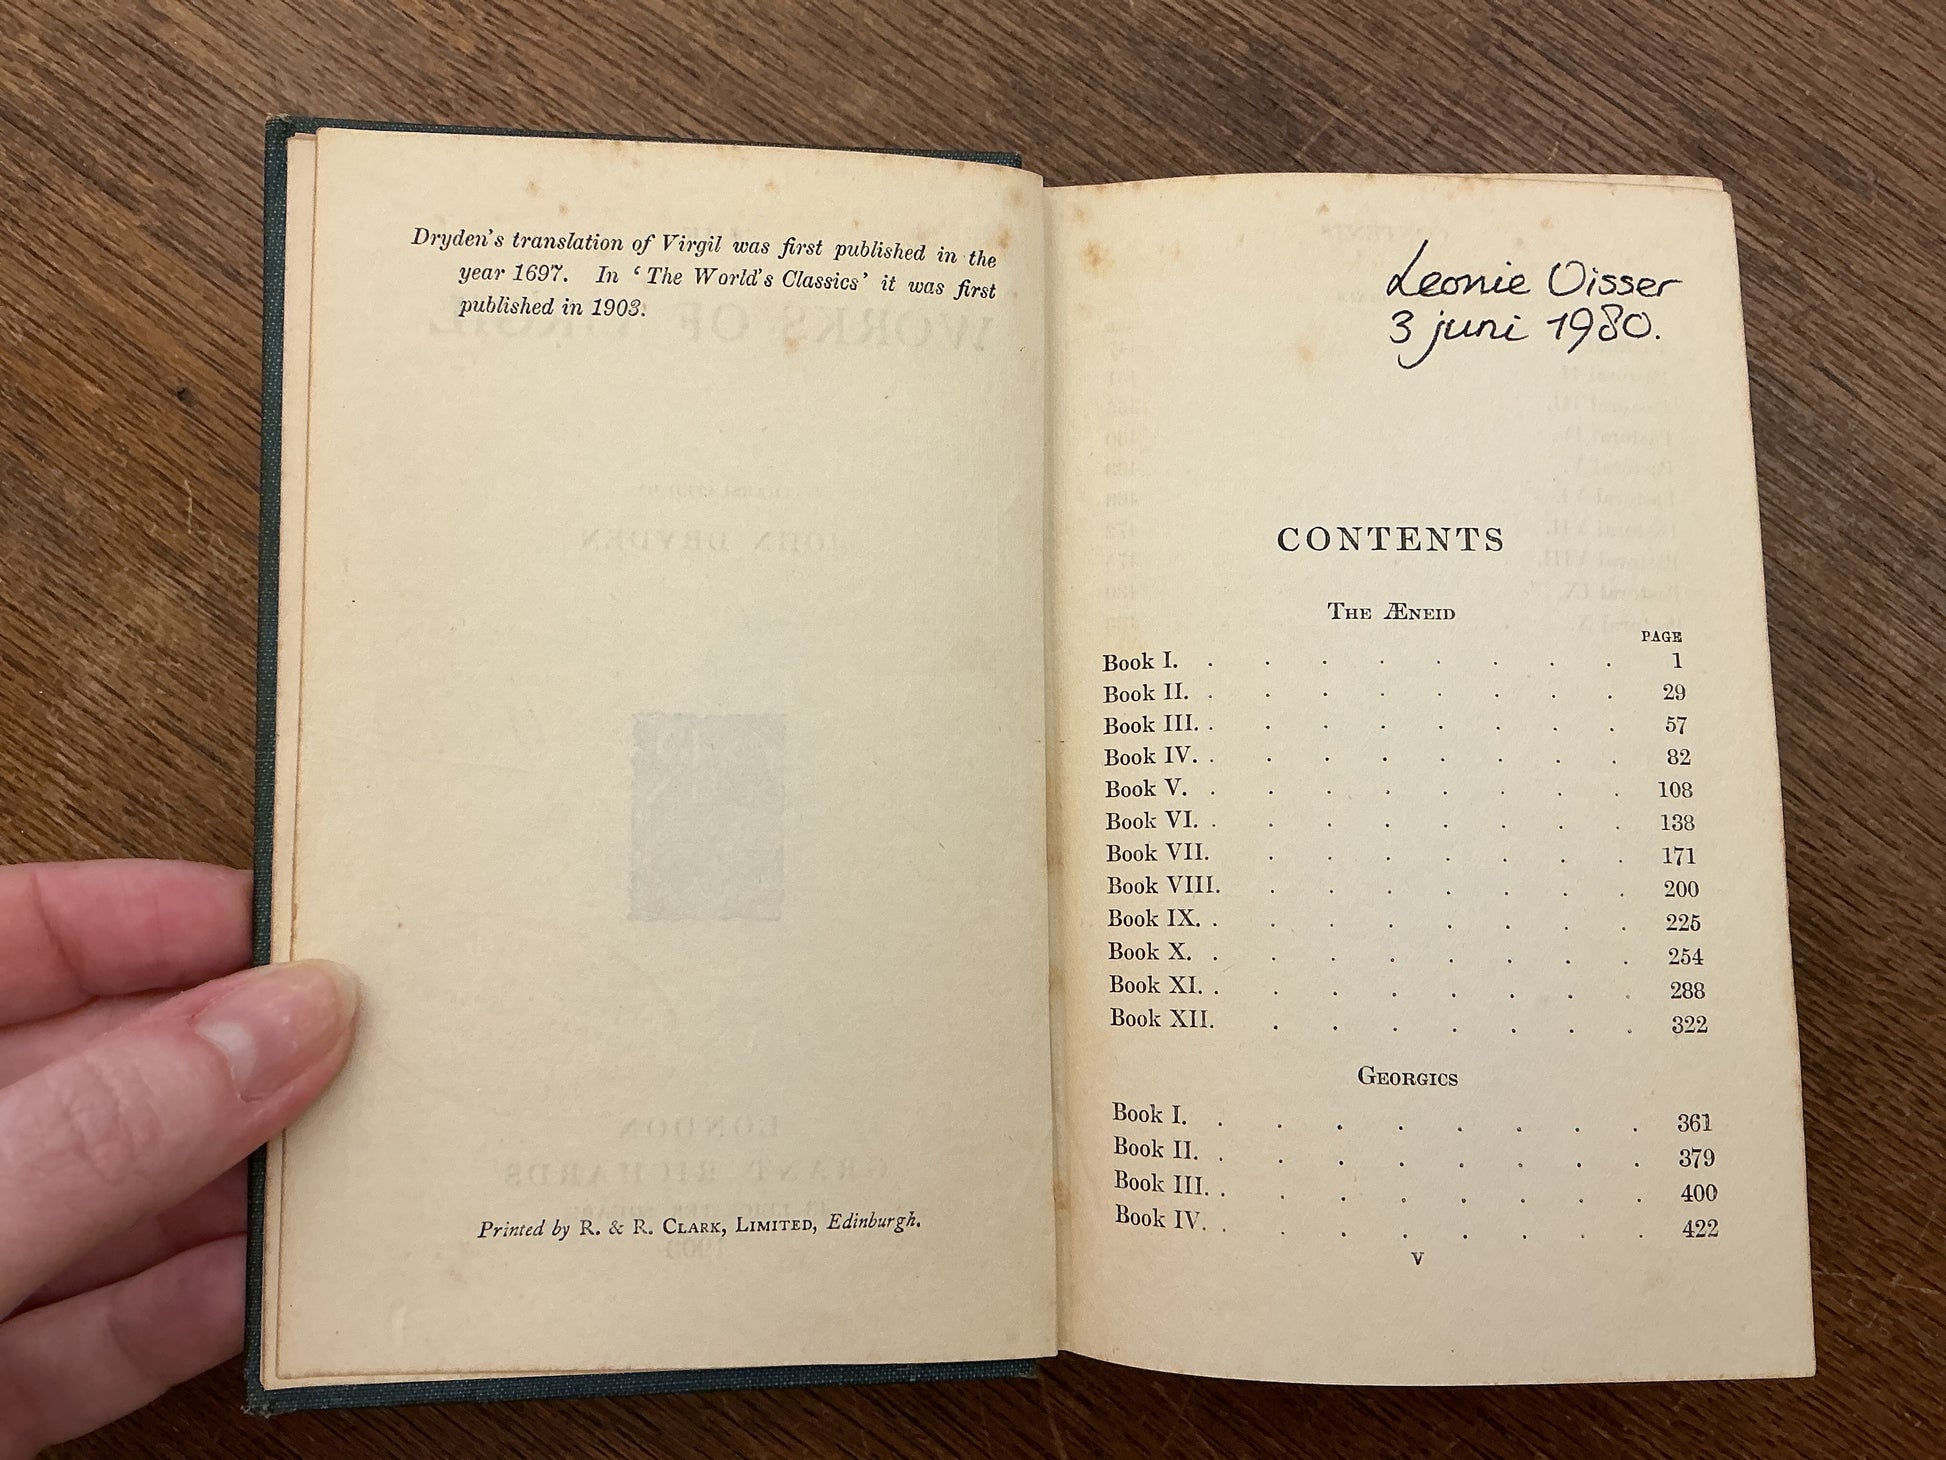 Dryden's translation of Virgil was first published in the
year 1697. In ‘The World's Classics’ it was first
published in 1903.
Printed by R. & R. CLARK, LIMITED, Edinburgh.
Leonie Visser
3 juni 1980.
CONTENTS
THE ÆNEID
PAGE
Book I. . . . . . . . . 1
Book II. . . . . . . . . 29
Book III. . . . . . . . . 57
Book IV. . . . . . . . . 82
Book V. . . . . . . . . 108
Book VI. . . . . . . . . 138
Book VII. . . . . . . . 171
Book VIII. . . . . . . . 200
Book IX. . . . . . . . . 225
Book X. . . . . . . . . 254
Book XI. . . . . . . . . 288
Book XII. . . . . . . . 322
GEORGICS
Book I. . . . . . . . . 361
Book II. . . . . . . . . 379
Book III. . . . . . . . . 400
Book IV. . . . . . . . . 422
v